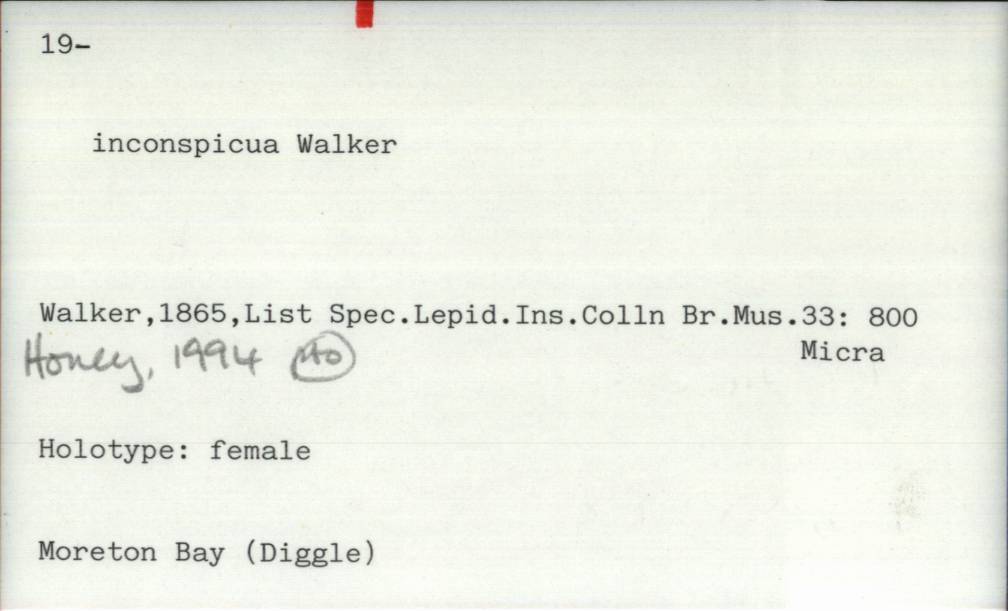 19-
inconspicua Walker
Walker,1865,List Spec.Lepid.Ins.Colln Br.Mus.33: 800
Micra
Honey, 1994
Holotype: female
Moreton Bay (Diggle)